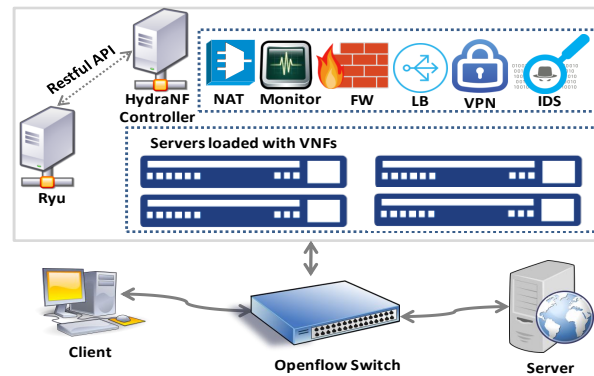 Restful API
HydraNF
Controller
Ryu
NAT Monitor FW LB VPN IDS
Servers loaded with VNFs
Client
Openflow Switch
Server